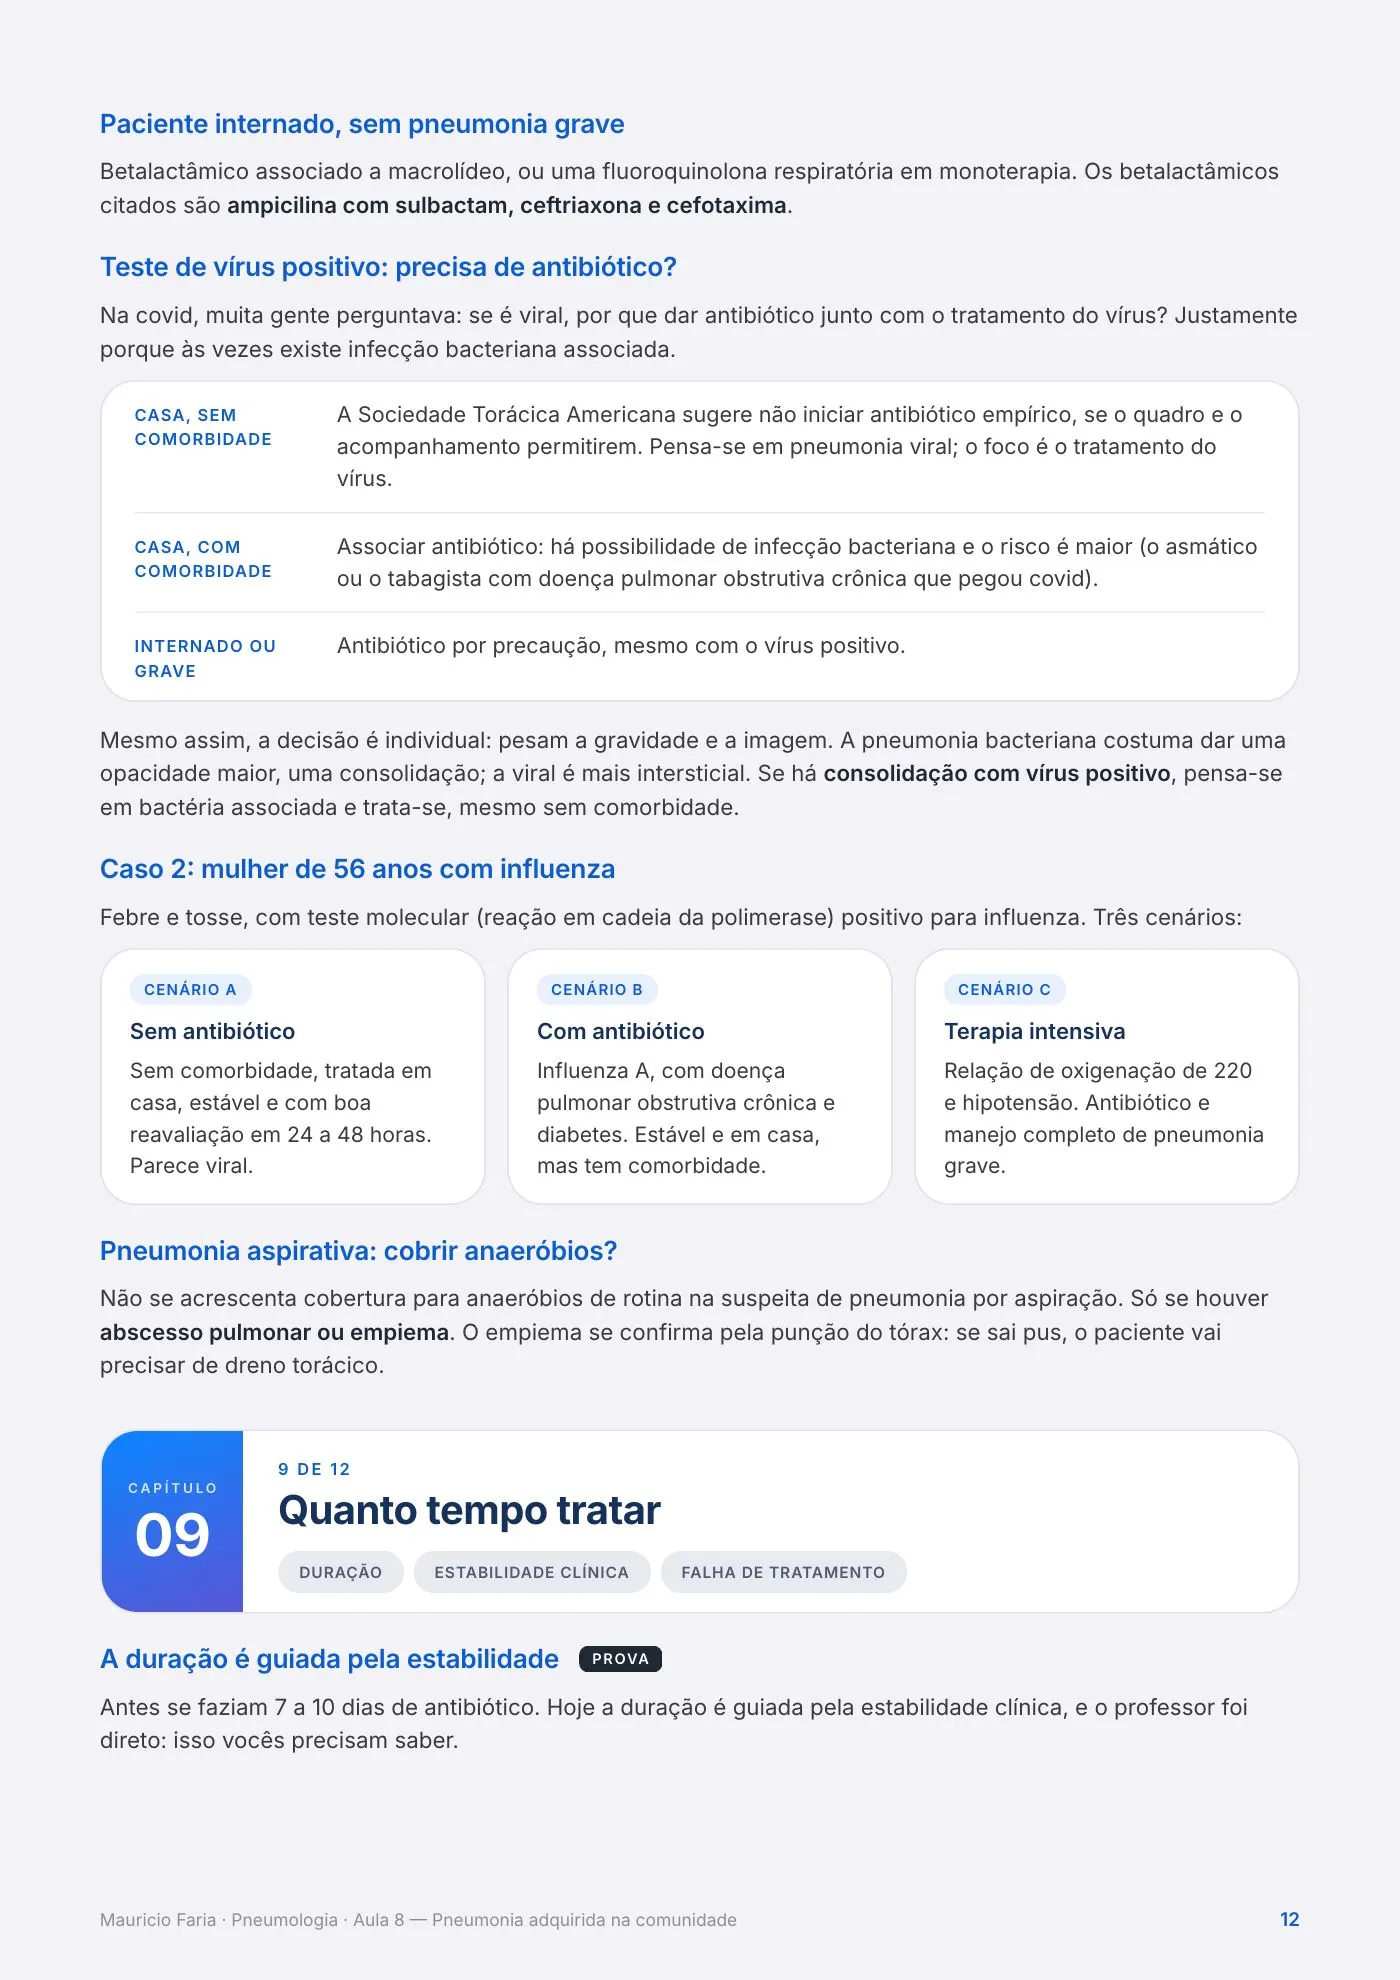 Paciente internado, sem pneumonia grave
Betalactâmico associado a macrolídeo, ou uma fluoroquinolona respiratória em monoterapia. Os betalactâmicos
citados são ampicilina com sulbactam, ceftriaxona e cefotaxima.
Teste de vírus positivo: precisa de antibiótico?
Na covid, muita gente perguntava: se é viral, por que dar antibiótico junto com o tratamento do vírus? Justamente
porque às vezes existe infecção bacteriana associada.
CASA, SEM
COMORBIDADE
A Sociedade Torácica Americana sugere não iniciar antibiótico empírico, se o quadro e o
acompanhamento permitirem. Pensa-se em pneumonia viral; o foco é o tratamento do
vírus.
CASA, COM
COMORBIDADE
Associar antibiótico: há possibilidade de infecção bacteriana e o risco é maior (o asmático
ou o tabagista com doença pulmonar obstrutiva crônica que pegou covid).
INTERNADO OU
GRAVE
Antibiótico por precaução, mesmo com o vírus positivo.
Mesmo assim, a decisão é individual: pesam a gravidade e a imagem. A pneumonia bacteriana costuma dar uma
opacidade maior, uma consolidação; a viral é mais intersticial. Se há consolidação com vírus positivo, pensa-se
em bactéria associada e trata-se, mesmo sem comorbidade.
Caso 2: mulher de 56 anos com influenza
Febre e tosse, com teste molecular (reação em cadeia da polimerase) positivo para influenza. Três cenários:
CENÁRIO A
Sem antibiótico
Sem comorbidade, tratada em
casa, estável e com boa
reavaliação em 24 a 48 horas.
Parece viral.
CENÁRIO B
Com antibiótico
Influenza A, com doença
pulmonar obstrutiva crônica e
diabetes. Estável e em casa,
mas tem comorbidade.
CENÁRIO C
Terapia intensiva
Relação de oxigenação de 220
e hipotensão. Antibiótico e
manejo completo de pneumonia
grave.
Pneumonia aspirativa: cobrir anaeróbios?
Não se acrescenta cobertura para anaeróbios de rotina na suspeita de pneumonia por aspiração. Só se houver
abscesso pulmonar ou empiema. O empiema se confirma pela punção do tórax: se sai pus, o paciente vai
precisar de dreno torácico.
CAPÍTULO
09
9 DE 12
Quanto tempo tratar
DURAÇÃO
ESTABILIDADE CLÍNICA
FALHA DE TRATAMENTO
A duração é guiada pela estabilidade PROVA
Antes se faziam 7 a 10 dias de antibiótico. Hoje a duração é guiada pela estabilidade clínica, e o professor foi
direto: isso vocês precisam saber.
Mauricio Faria · Pneumologia · Aula 8 — Pneumonia adquirida na comunidade
12